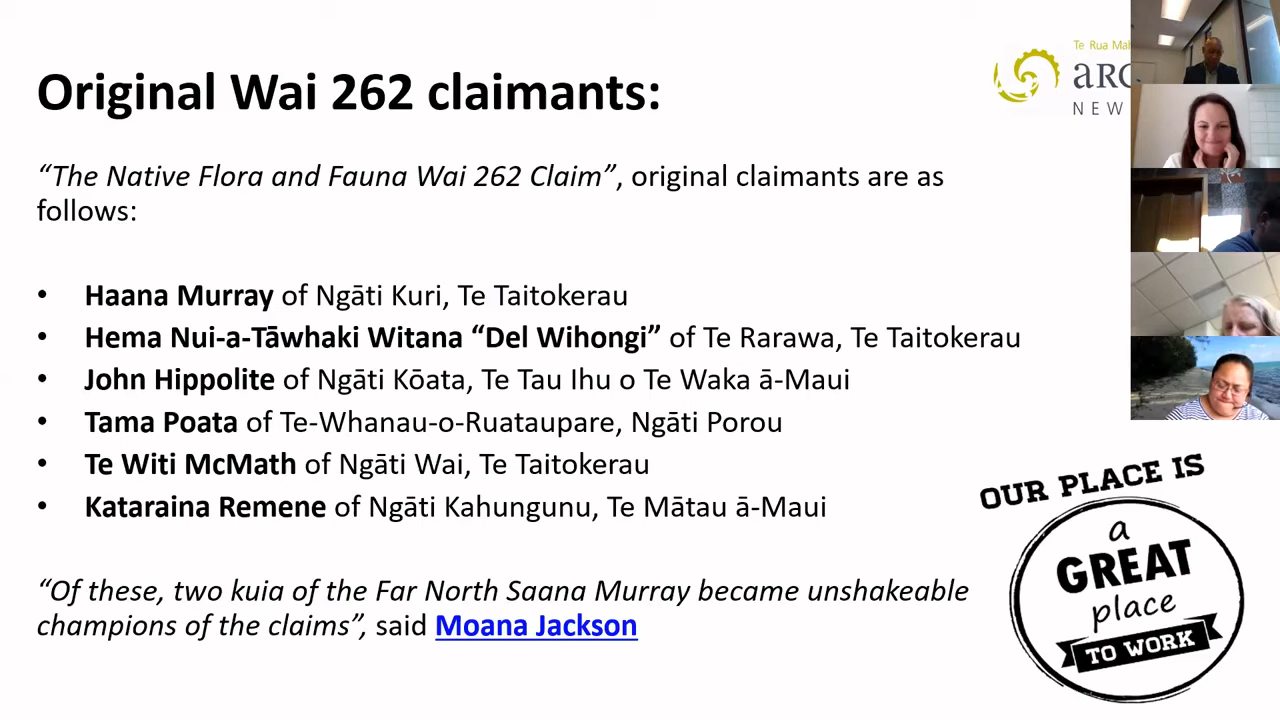 Original Wai 262 claimants:
Te Rua
NEW
“The Native Flora and Fauna Wai 262 Claim”, original claimants are as
follows:
• Haana Murray of Ngāti Kuri, Te Taitokerau
• Hema Nui-a-Tāwhaki Witana “Del Wihongi” of Te Rarawa, Te Taitokerau
• John Hippolite of Ngāti Kōata, Te Tau Ihu o Te Waka ā-Maui
• Tama Poata of Te-Whanau-o-Ruataupare, Ngāti Porou
• Te Witi McMath of Ngāti Wai, Te Taitokerau
• Kataraina Remene of Ngāti Kahungunu, Te Mātau ā-Maui
“Of these, two kuia of the Far North Saana Murray became unshakeable
champions of the claims”, said Moana Jackson
OUR PLACE IS
a
GREAT
place
TO WORK